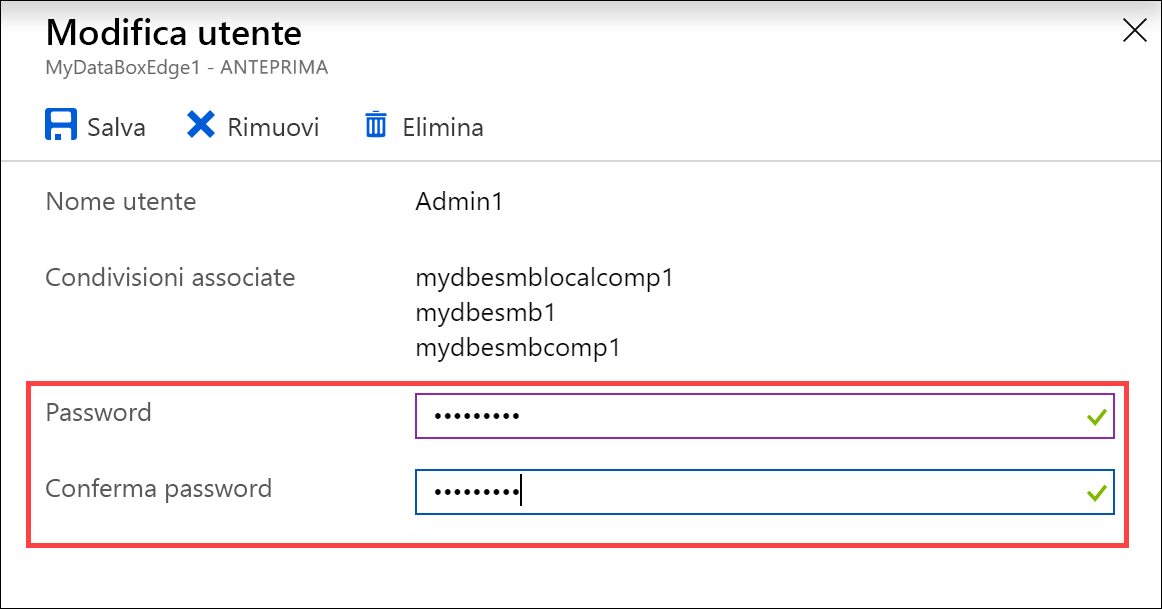 Modifica utente
MyDataBoxEdge1 - ANTEPRIMA
Salva Rimuovi Elimina
Nome utente Admin1
Condivisioni associate mydbesmblocalcomp1
mydbesmb1
mydbesmbcomp1
Password •••••••••
Conferma password •••••••••